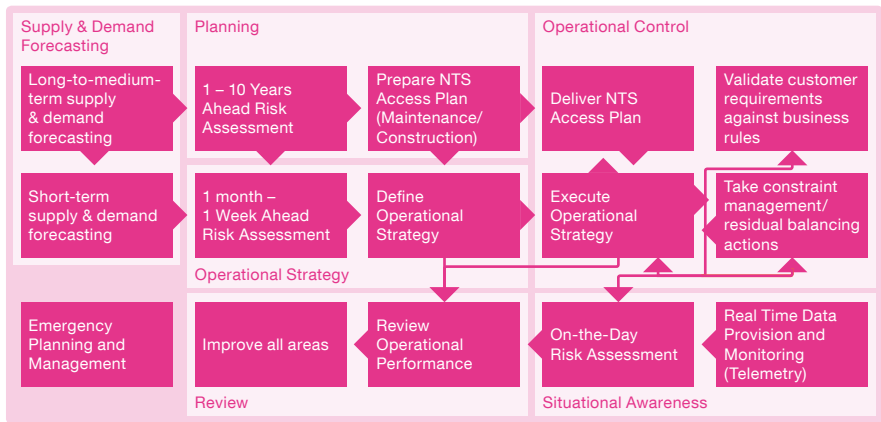 Supply & Demand
Forecasting
Planning
Operational Control
Long-to-medium-
term supply
& demand
forecasting
1 – 10 Years
Ahead Risk
Assessment
Prepare NTS
Access Plan
(Maintenance/
Construction)
Deliver NTS
Access Plan
Validate customer
requirements
against business
rules
Short-term
supply & demand
forecasting
1 month –
1 Week Ahead
Risk Assessment
Define
Operational
Strategy
Execute
Operational
Strategy
Take constraint
management/
residual balancing
actions
Operational Strategy
Emergency
Planning and
Management
Improve all areas
Review
Operational
Performance
On-the-Day
Risk Assessment
Real Time Data
Provision and
Monitoring
(Telemetry)
Review
Situational Awareness